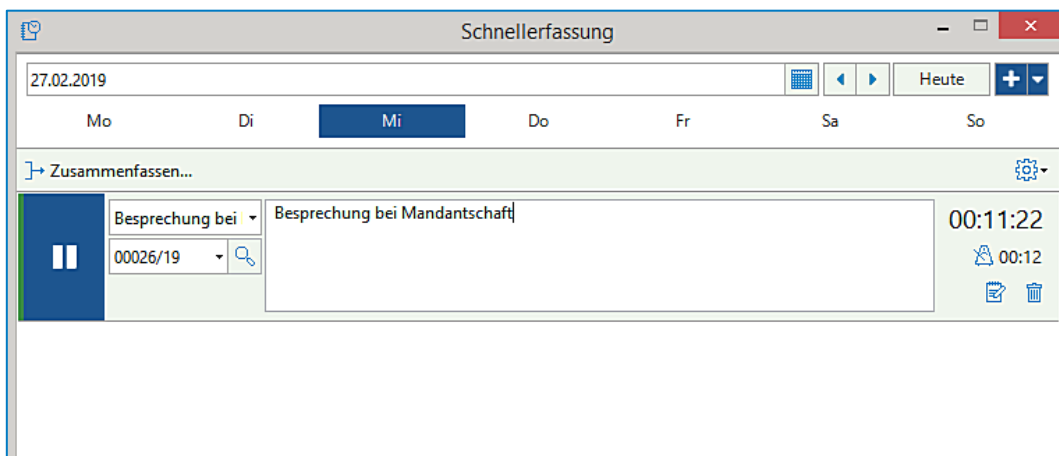 Schnellerfassung
27.02.2019
Heute
Mo Di Mi Do Fr Sa So
Zusammenfassen...
Besprechung bei
Besprechung bei Mandantschaft
00:11:22
00026/19
00:12